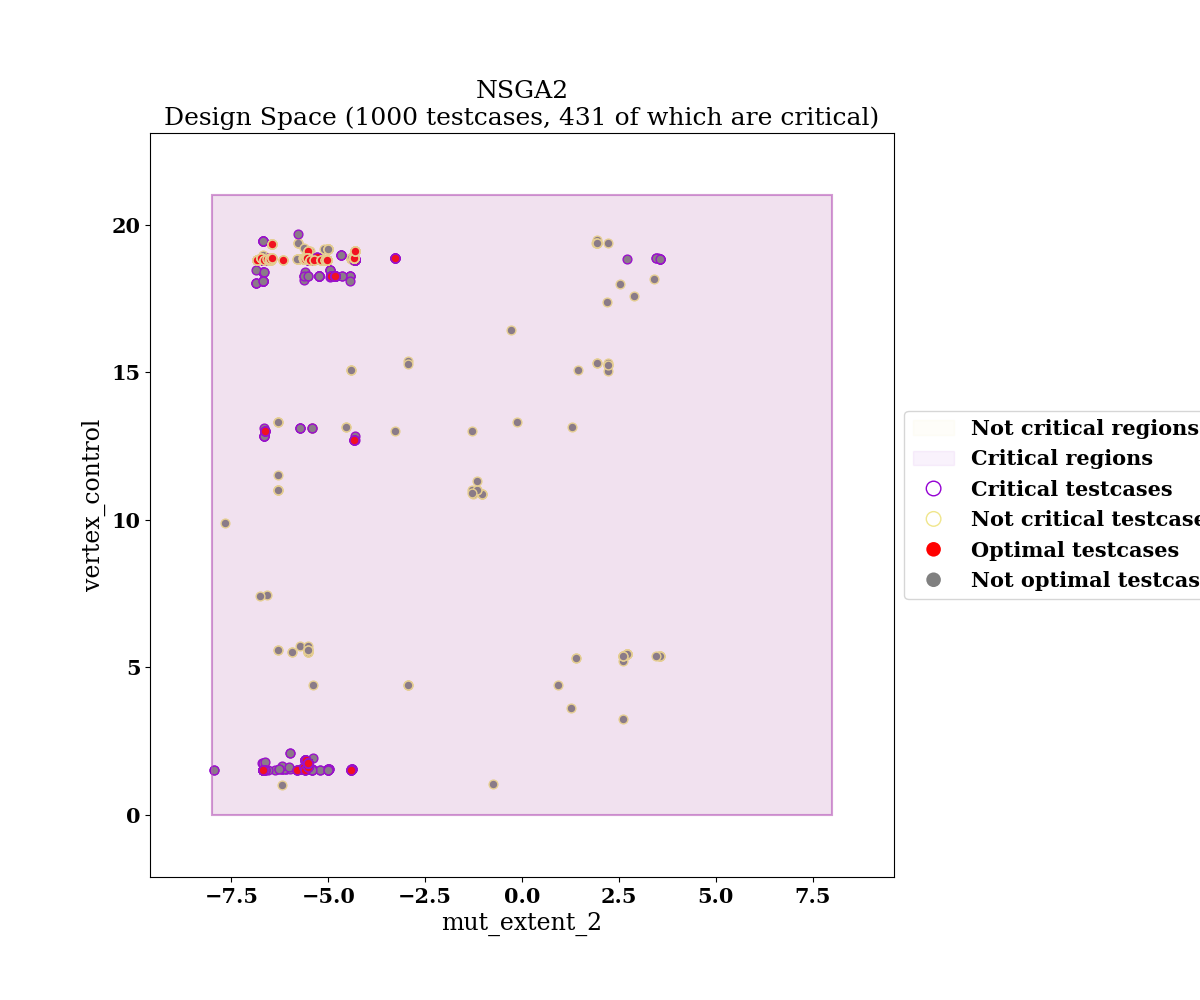 NSGA2
Design Space (1000 testcases, 431 of which are critical)
20
15
10
5
0
vertex_control
−7.5 −5.0 −2.5 0.0 2.5 5.0 7.5
mut_extent_2
Not critical regions
Critical regions
Critical testcases
Not critical testcase
Optimal testcases
Not optimal testcas